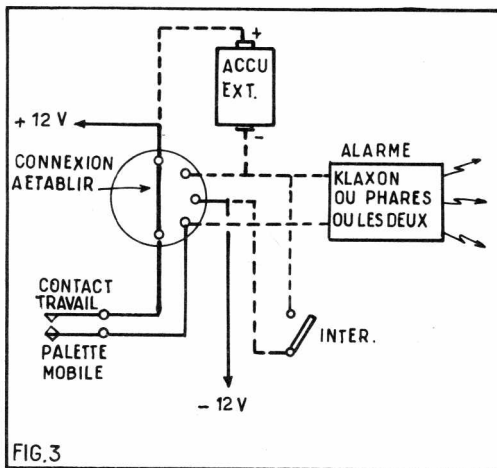 +
ACCU
EXT.
-
+ 12 V
CONNEXION
A ETABLIR
ALARME
KLAXON
OU PHARES
OU LES DEUX
CONTACT
TRAVAIL
PALETTE
MOBILE
INTER.
- 12 V
FIG.3